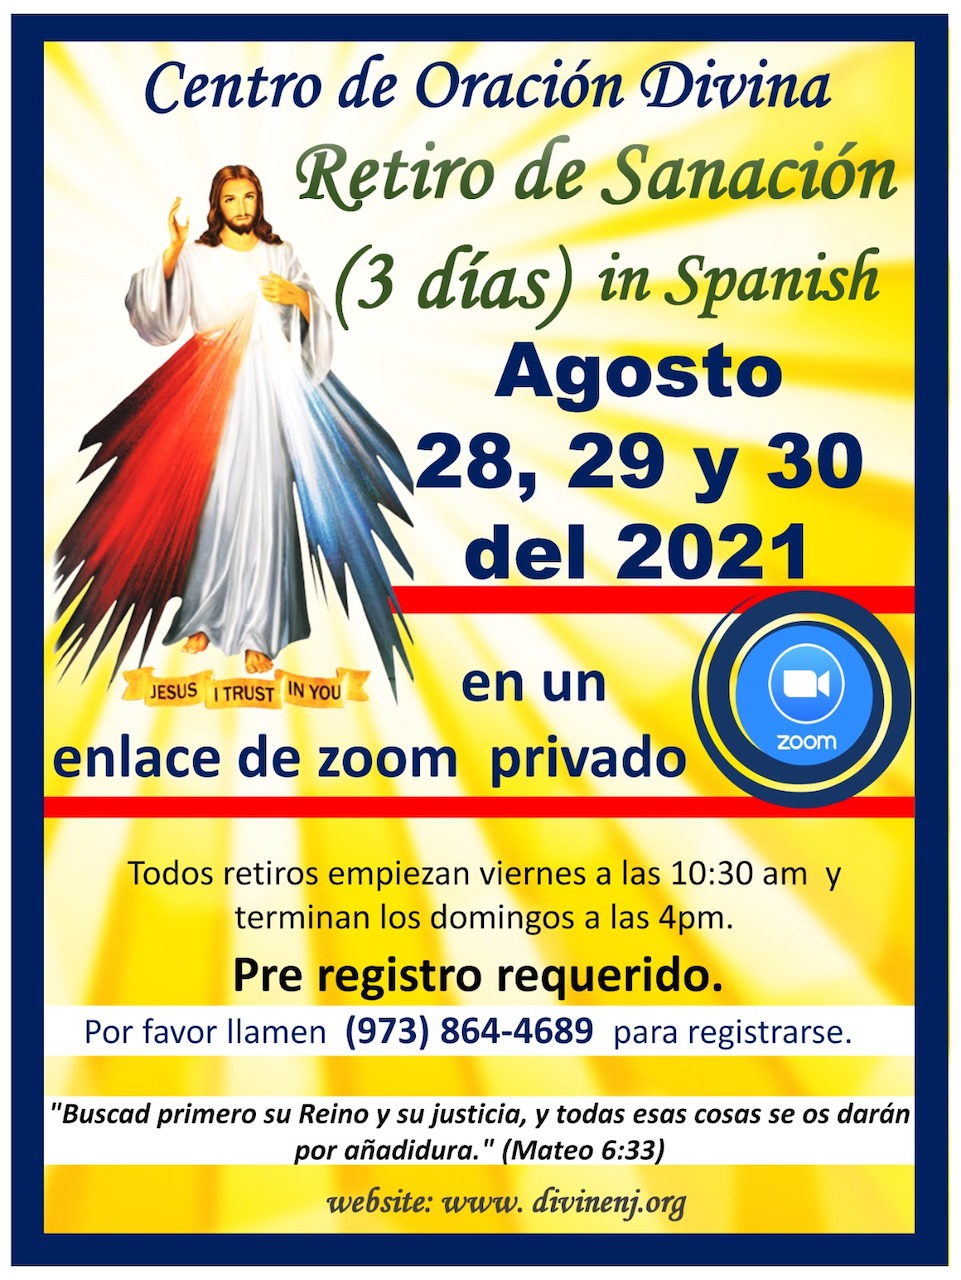 Centro de Oración Divina
Retiro de Sanación
(3 días) in Spanish
Agosto
28, 29 y 30
del 2021
JESUS I TRUST IN YOU
en un
enlace de zoom privado
zoom
Todos retiros empiezan viernes a las 10:30 am y
terminan los domingos a las 4pm.
Pre registro requerido.
Por favor llamen (973) 864-4689 para registrarse.
"Buscad primero su Reino y su justicia, y todas esas cosas se os darán
por añadidura." (Mateo 6:33)
website: www. divinenj.org